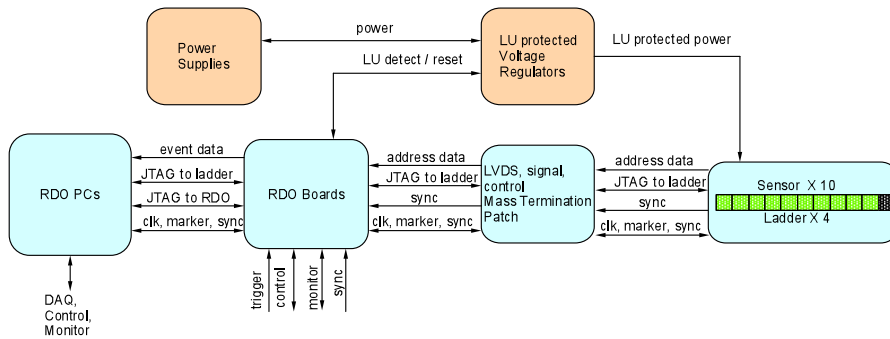 power
Power
Supplies
LU detect / reset
LU protected
Voltage
Regulators
LU protected power
RDO PCs
event data
JTAG to ladder
JTAG to RDO
clk, marker, sync
RDO Boards
address data
JTAG to ladder
sync
clk, marker, sync
LVDS, signal,
control
Mass Termination
Patch
address data
JTAG to ladder
sync
clk, marker, sync
Sensor X 10
Ladder X 4
trigger
control
monitor
sync
DAQ,
Control,
Monitor